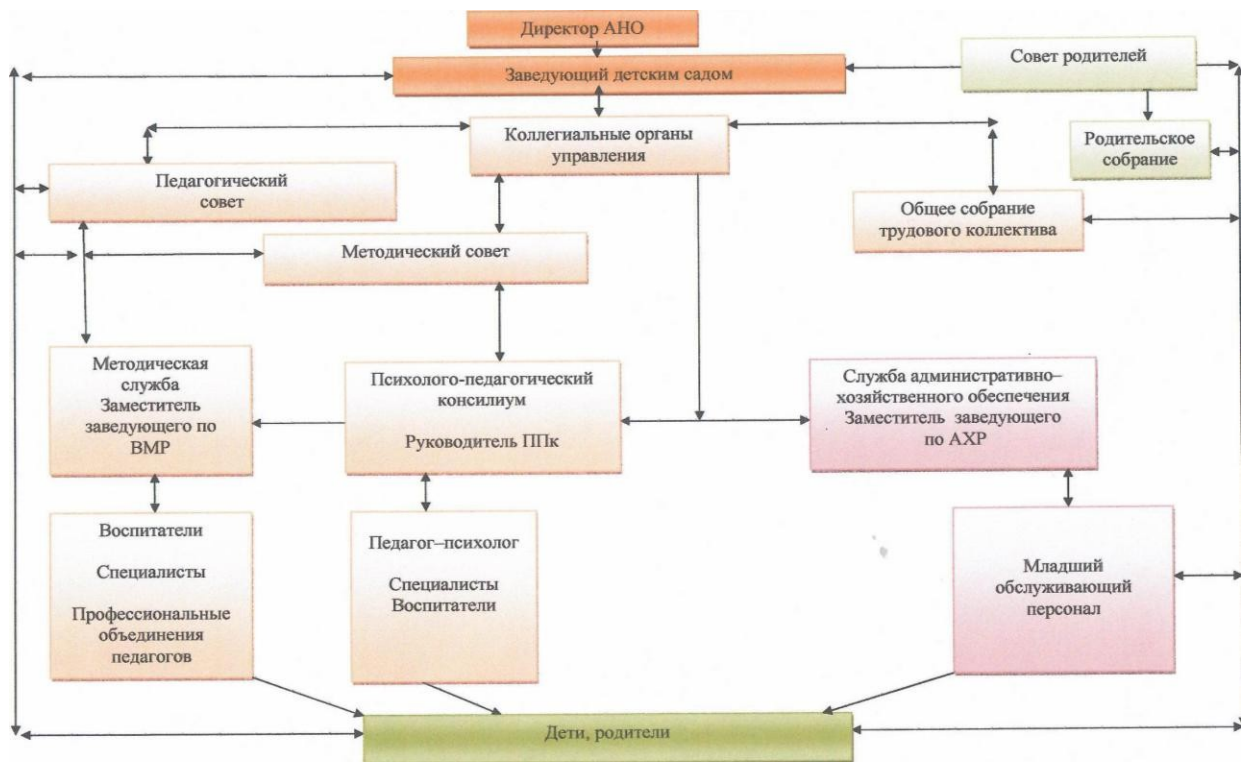 Директор АНО
Заведующий детским садом
Совет родителей
Коллегиальные органы
управления
Родительское
собрание
Педагогический
совет
Общее собрание
трудового коллектива
Методический совет
Методическая
служба
Заместитель
заведующего по
ВМР
Психолого-педагогический
консилиум
Руководитель ППк
Служба административно–
хозяйственного обеспечения
Заместитель заведующего
по АХР
Воспитатели
Специалисты
Профессиональные
объединения
педагогов
Педагог–психолог
Специалисты
Воспитатели
Младший
обслуживающий
персонал
Дети, родители